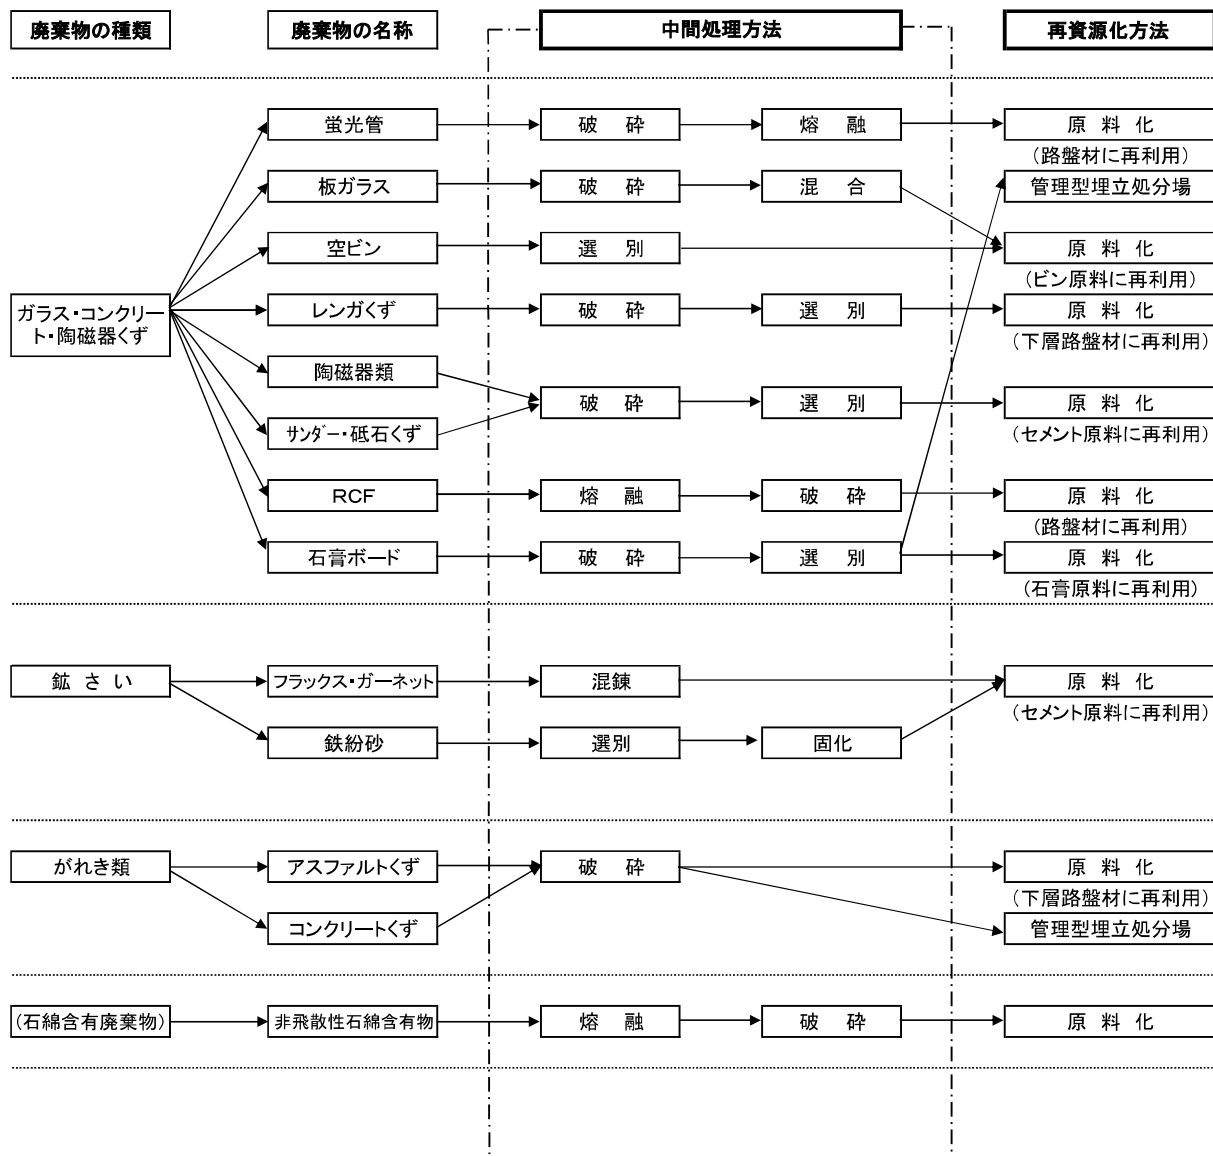 廃棄物の種類 廃棄物の名称 中間処理方法 再資源化方法
蛍光管 破 砕 熔 融 原 料 化
(路盤材に再利用)
板ガラス 破 砕 混 合 管理型埋立処分場
空ビン 選 別 原 料 化
(ビン原料に再利用)
ガラス・コンクリー
ト・陶磁器くず
レンガくず 破 砕 選 別 原 料 化
(下層路盤材に再利用)
陶磁器類
破 砕 選 別 原 料 化
サンダー・砥石くず (セメント原料に再利用)
RCF 熔 融 破 砕 原 料 化
(路盤材に再利用)
石膏ボード 破 砕 選 別 原 料 化
(石膏原料に再利用)
鉱 さ い フラックス・ガーネット 混錬 原 料 化
(セメント原料に再利用)
鉄紛砂 選別 固化
がれき類 アスファルトくず 破 砕 原 料 化
(下層路盤材に再利用)
コンクリートくず 管理型埋立処分場
(石綿含有廃棄物) 非飛散性石綿含有物 熔 融 破 砕 原 料 化